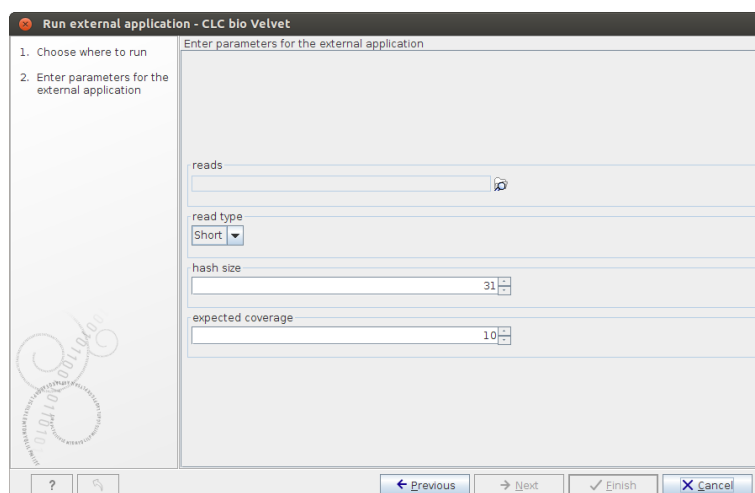 Run external application - CLC bio Velvet
1. Choose where to run
2. Enter parameters for the
external application
Enter parameters for the external application
reads
read type
Short
hash size
31
expected coverage
10
?
Previous
Next
Finish
Cancel